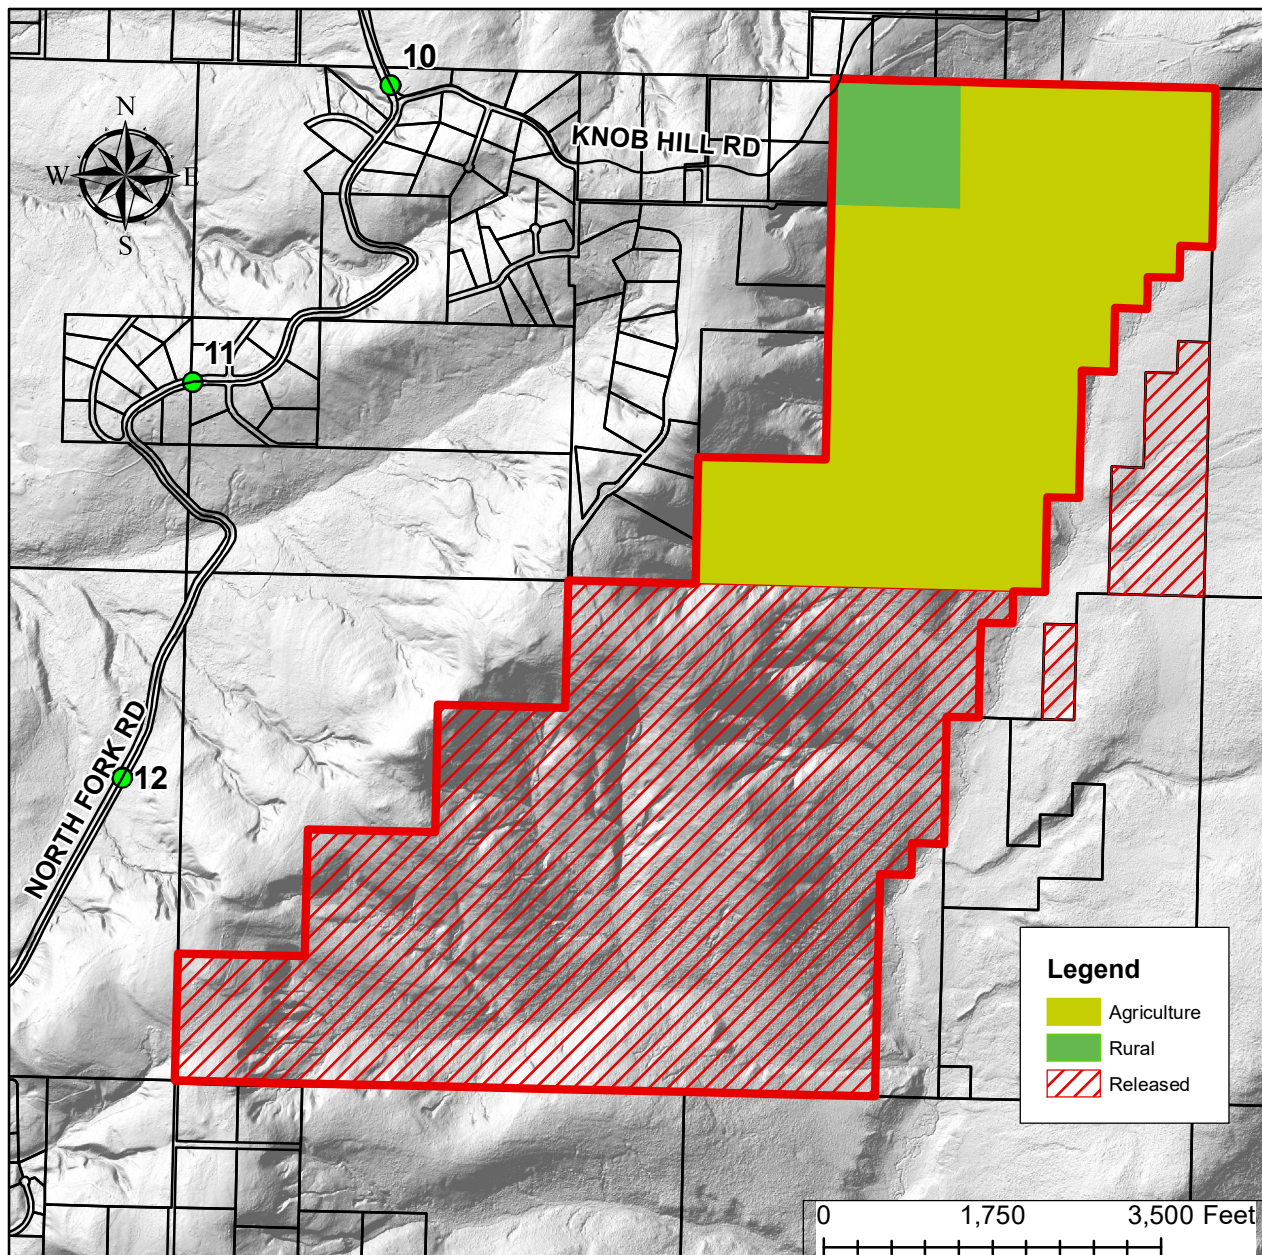 10
N
W E
S
KNOB HILL RD
11
NORTH FORK RD
12
Legend
Agriculture
Rural
Released
0 1,750 3,500 Feet